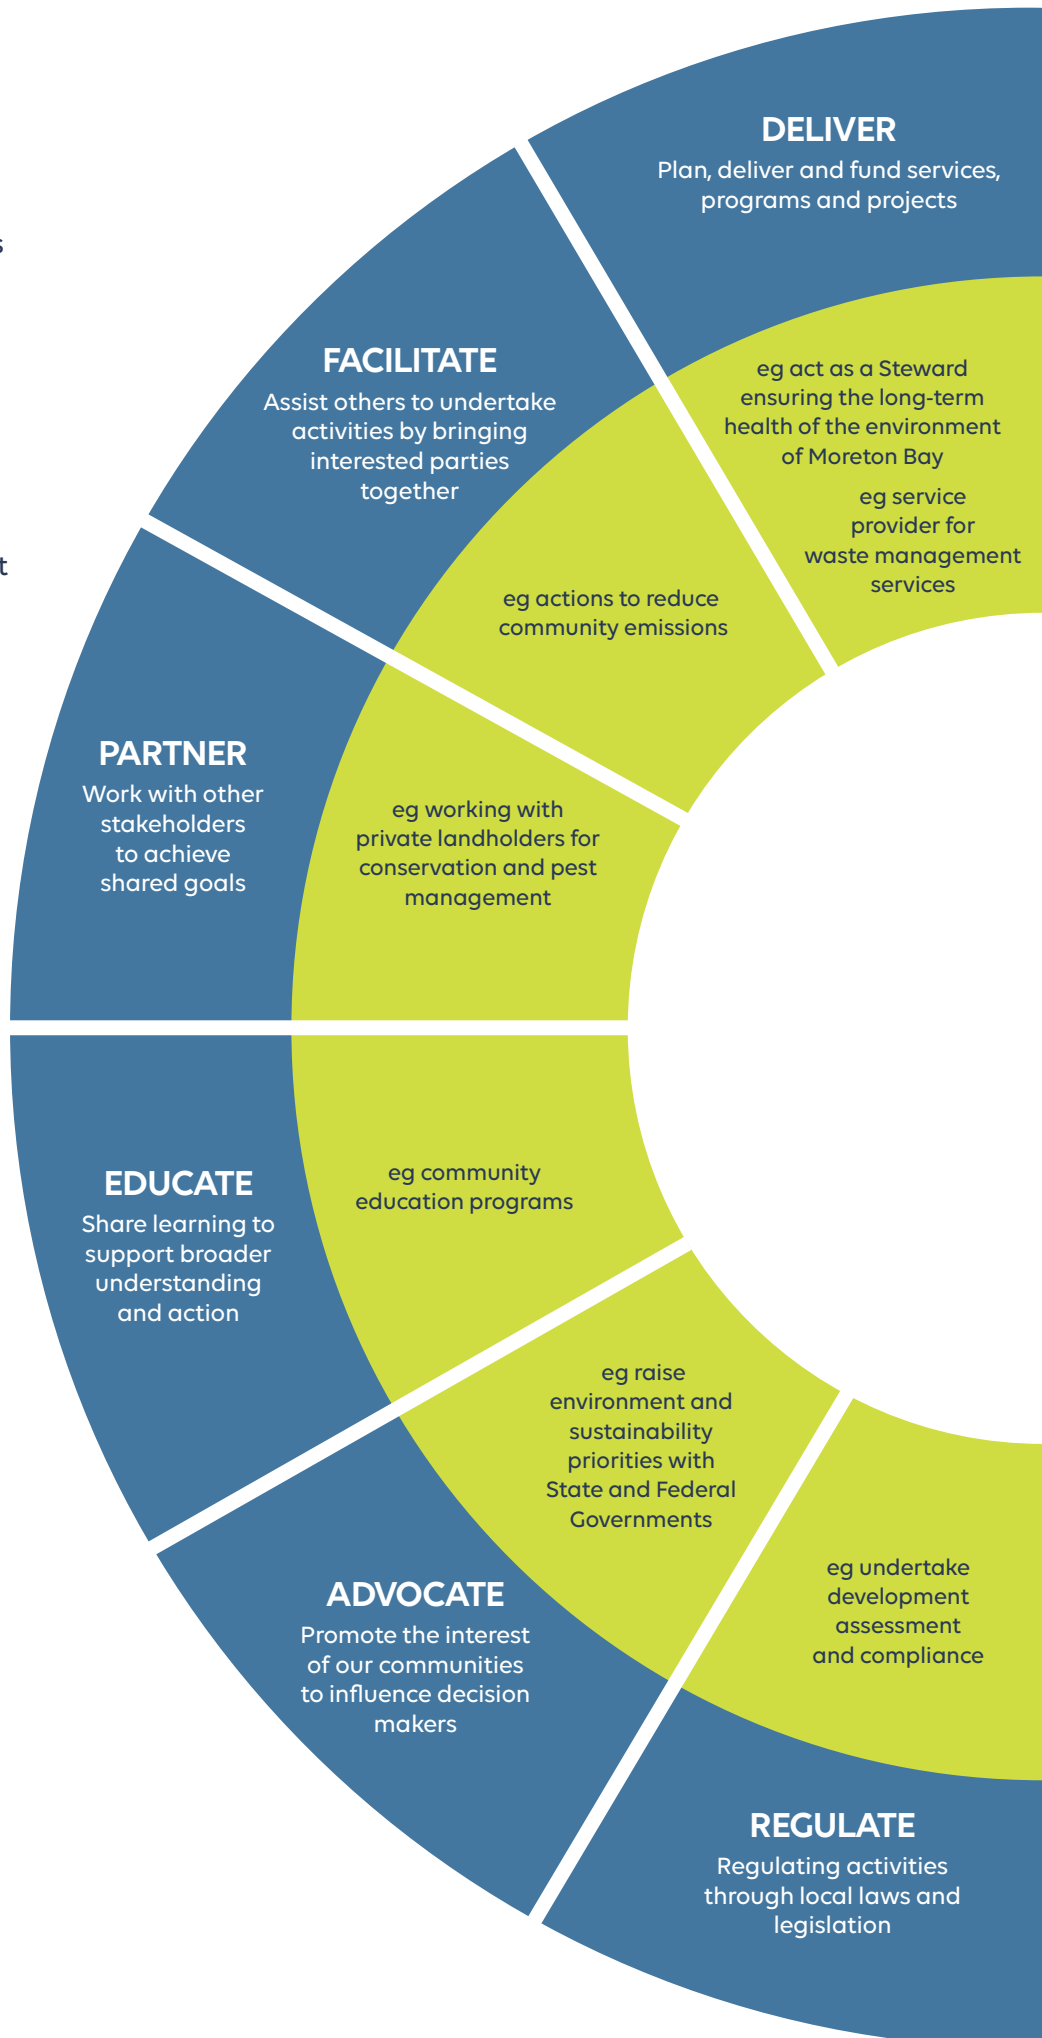 DELIVER
Plan, deliver and fund services,
programs and projects
eg act as a Steward
ensuring the long-term
health of the environment
of Moreton Bay
eg service
provider for
waste management
services
FACILITATE
Assist others to undertake
activities by bringing
interested parties
together
eg actions to reduce
community emissions
PARTNER
Work with other
stakeholders
to achieve
shared goals
eg working with
private landholders for
conservation and pest
management
EDUCATE
Share learning to
support broader
understanding
and action
eg community
education programs
ADVOCATE
Promote the interest
of our communities
to influence decision
makers
eg raise
environment and
sustainability
priorities with
State and Federal
Governments
eg undertake
development
assessment
and compliance
REGULATE
Regulating activities
through local laws and
legislation